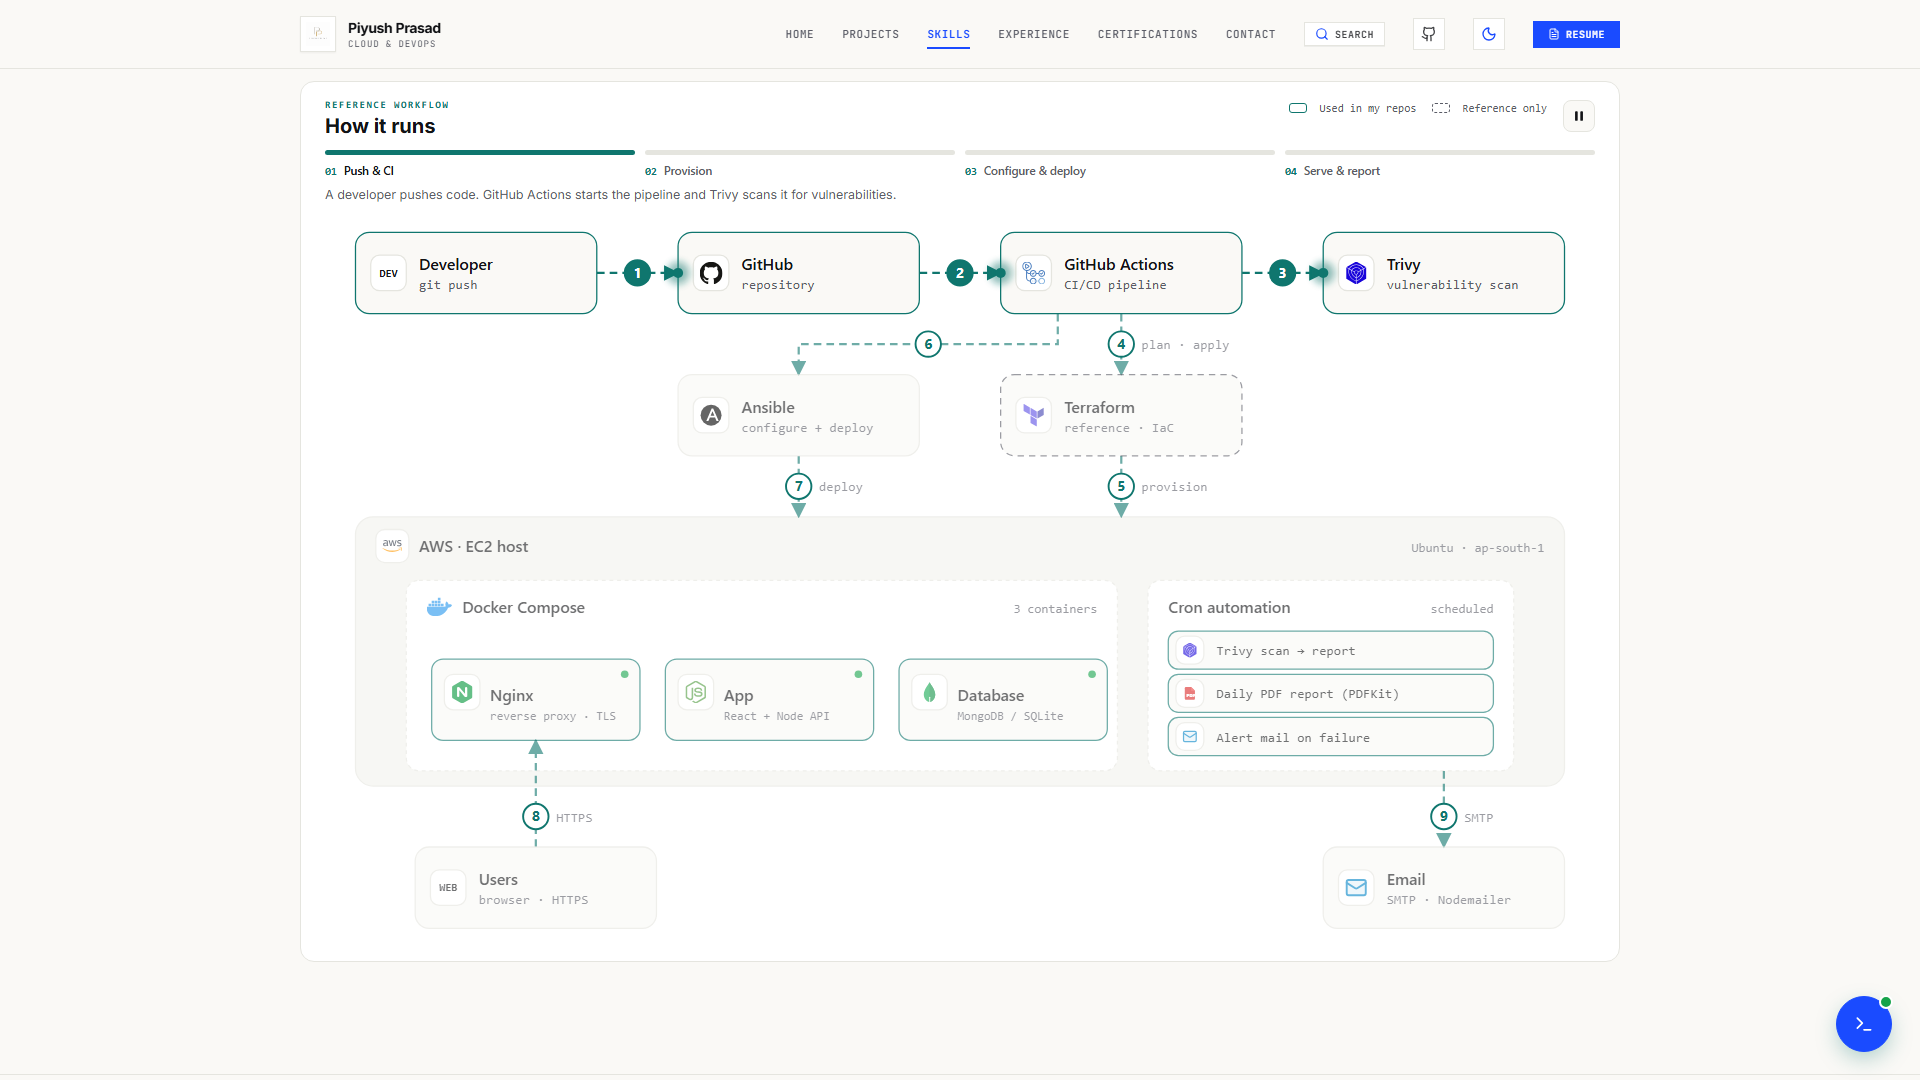 Piyush Prasad
CLOUD & DEVOPS
HOME
PROJECTS
SKILLS
EXPERIENCE
CERTIFICATIONS
CONTACT
SEARCH
RESUME
REFERENCE WORKFLOW
How it runs
Used in my repos
Reference only
01 Push & CI
02 Provision
03 Configure & deploy
04 Serve & report
A developer pushes code. GitHub Actions starts the pipeline and Trivy scans it for vulnerabilities.
DEV
Developer
git push
1
GitHub
repository
2
GitHub Actions
CI/CD pipeline
3
Trivy
vulnerability scan
6
4
plan · apply
Ansible
configure + deploy
Terraform
reference · IaC
7
deploy
5
provision
aws
AWS · EC2 host
Ubuntu · ap-south-1
Docker Compose
3 containers
Nginx
reverse proxy · TLS
App
React + Node API
Database
MongoDB / SQLite
Cron automation
scheduled
Trivy scan → report
Daily PDF report (PDFKit)
Alert mail on failure
8
HTTPS
9
SMTP
WEB
Users
browser · HTTPS
Email
SMTP · Nodemailer